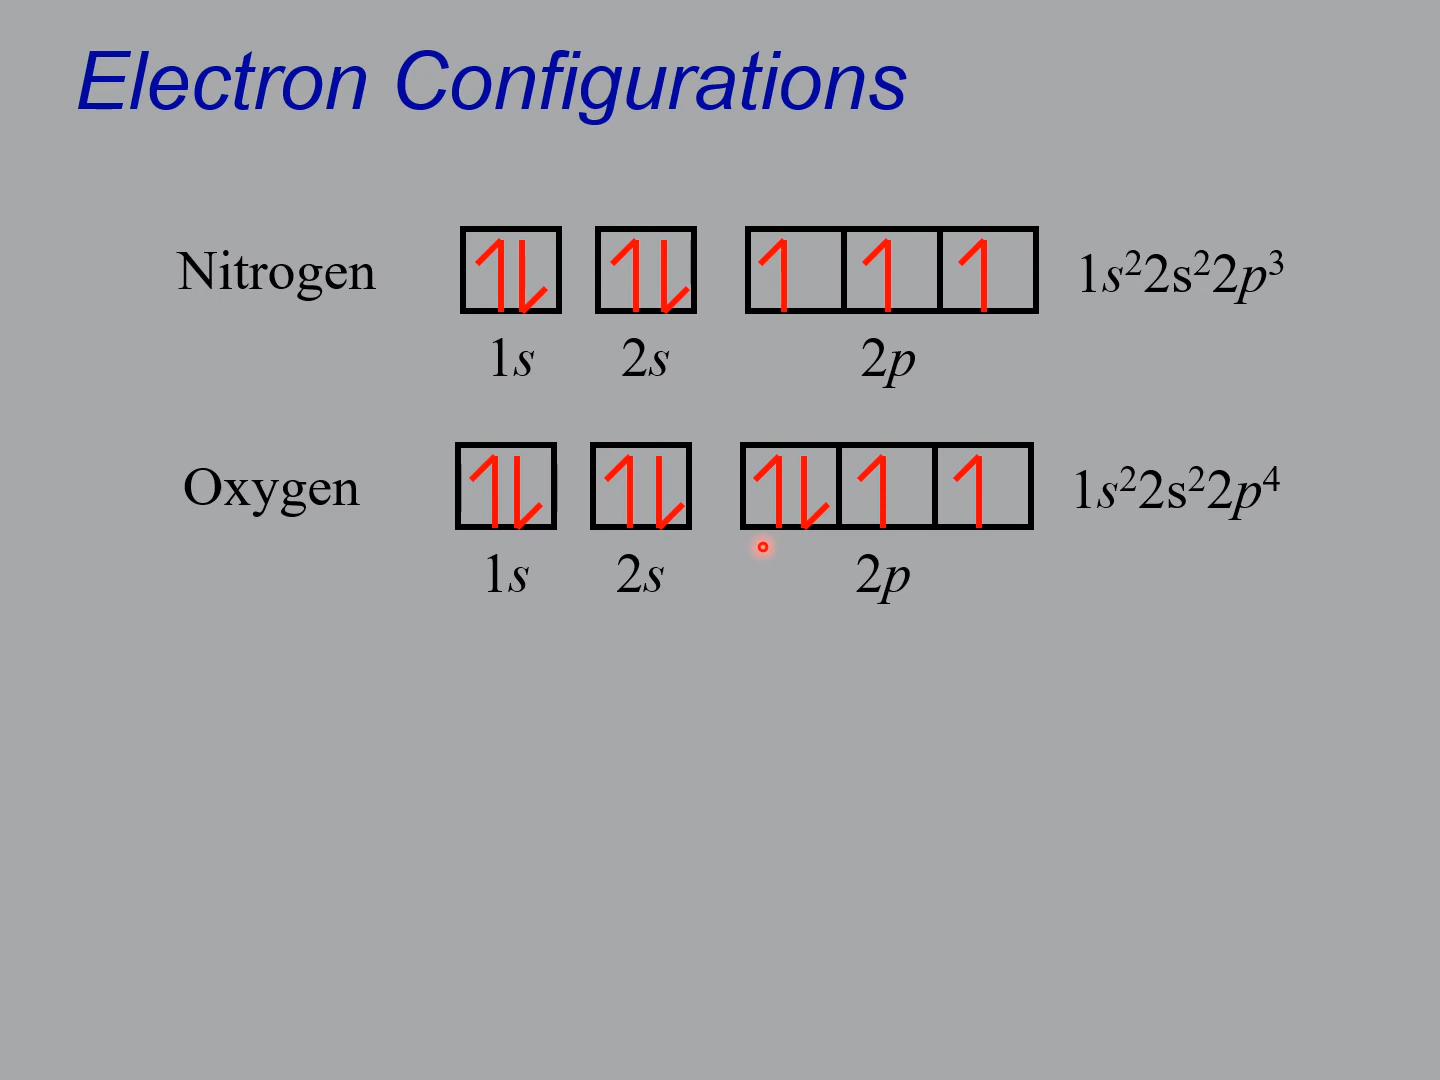 Electron Configurations
Nitrogen 1s²2s²2p³
1s 2s 2p
Oxygen 1s²2s²2p⁴
1s 2s 2p